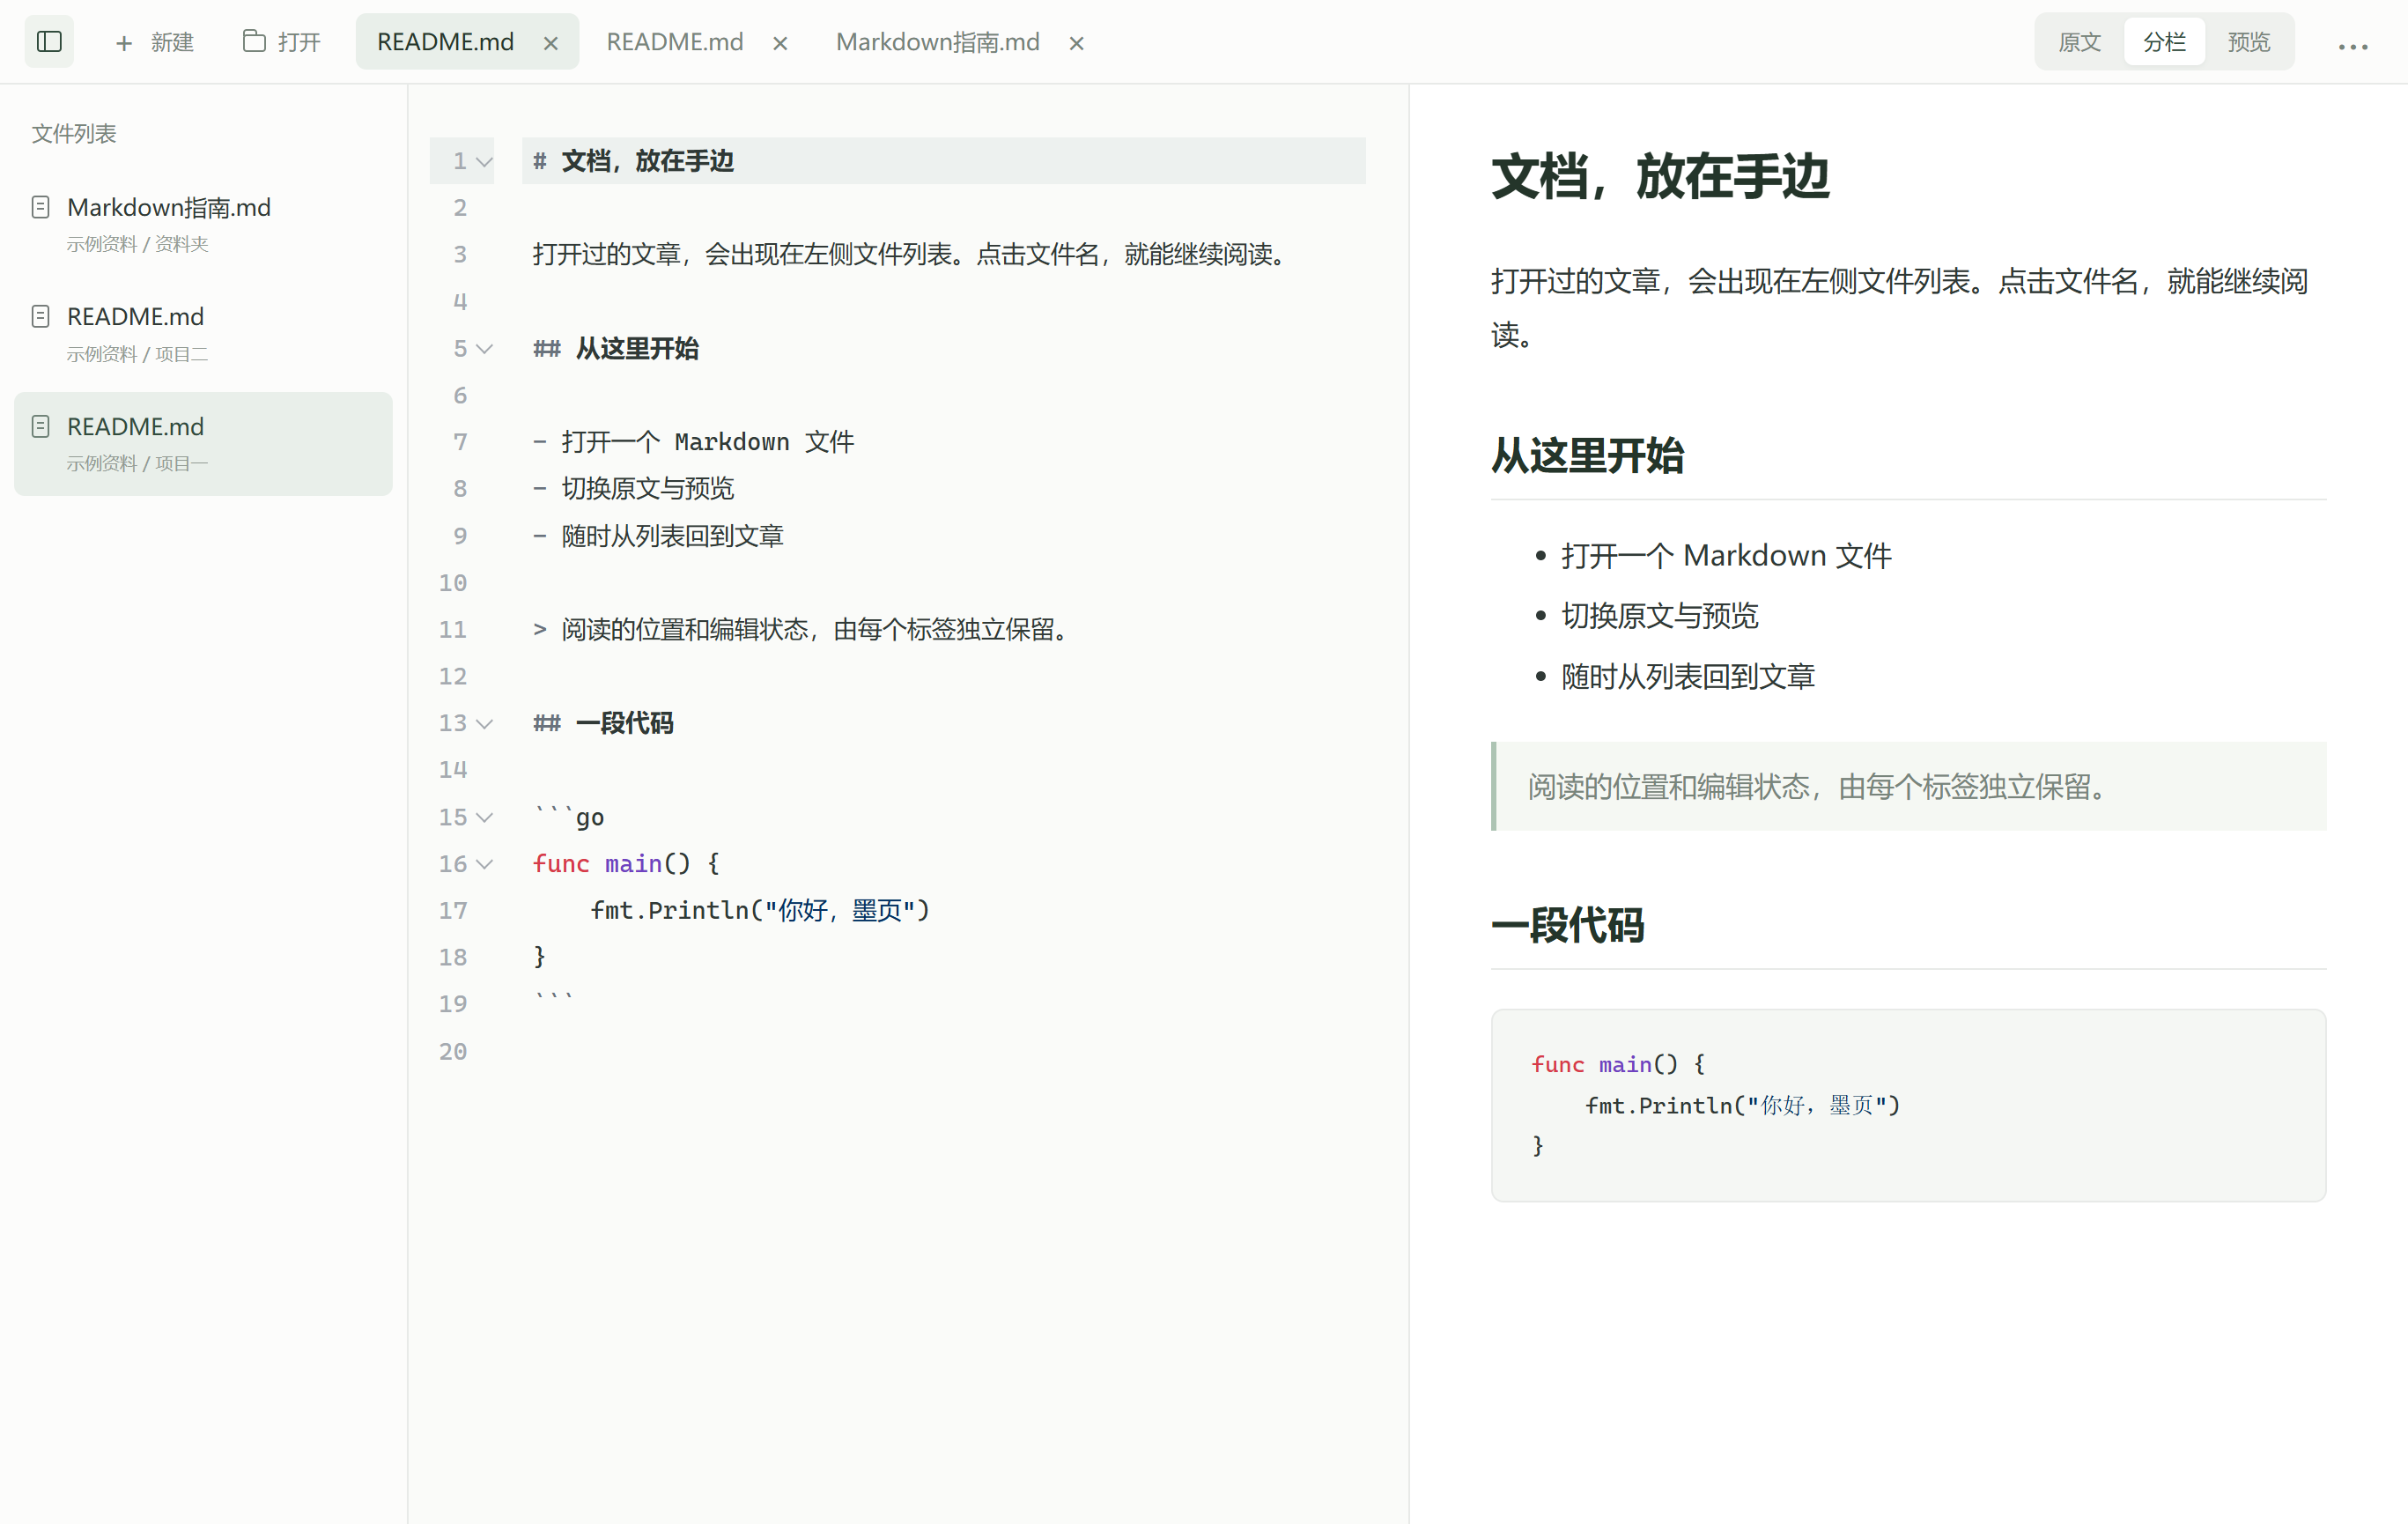 新建 打开 README.md README.md Markdown指南.md 原文 分栏 预览
文件列表
Markdown指南.md
示例资料 / 资料夹
README.md
示例资料 / 项目二
README.md
示例资料 / 项目一
1 # 文档，放在手边
2
3 打开过的文章，会出现在左侧文件列表。点击文件名，就能继续阅读。
4
5 ## 从这里开始
6
7 - 打开一个 Markdown 文件
8 - 切换原文与预览
9 - 随时从列表回到文章
10
11 > 阅读的位置和编辑状态，由每个标签独立保留。
12
13 ## 一段代码
14
15 ```go
16 func main() {
17     fmt.Println("你好，墨页")
18 }
19 ```
20
文档，放在手边
打开过的文章，会出现在左侧文件列表。点击文件名，就能继续阅
读。
从这里开始
• 打开一个 Markdown 文件
• 切换原文与预览
• 随时从列表回到文章
阅读的位置和编辑状态，由每个标签独立保留。
一段代码
func main() {
    fmt.Println("你好，墨页")
}